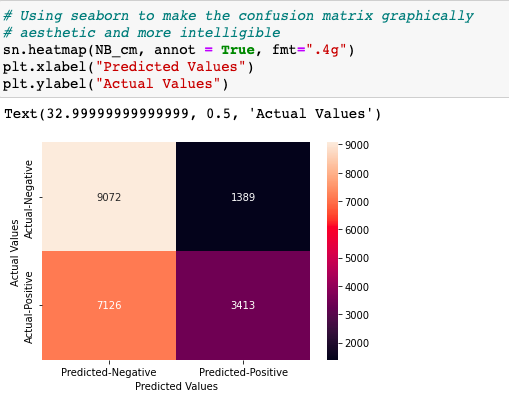 # Using seaborn to make the confusion matrix graphically
# aesthetic and more intelligible
sn.heatmap(NB_cm, annot = True, fmt=".4g")
plt.xlabel("Predicted Values")
plt.ylabel("Actual Values")
Text(32.99999999999999, 0.5, 'Actual Values')
Actual Values
Actual-Negative
Actual-Positive
9072
1389
7126
3413
Predicted-Negative
Predicted-Positive
Predicted Values
9000
8000
7000
6000
5000
4000
3000
2000